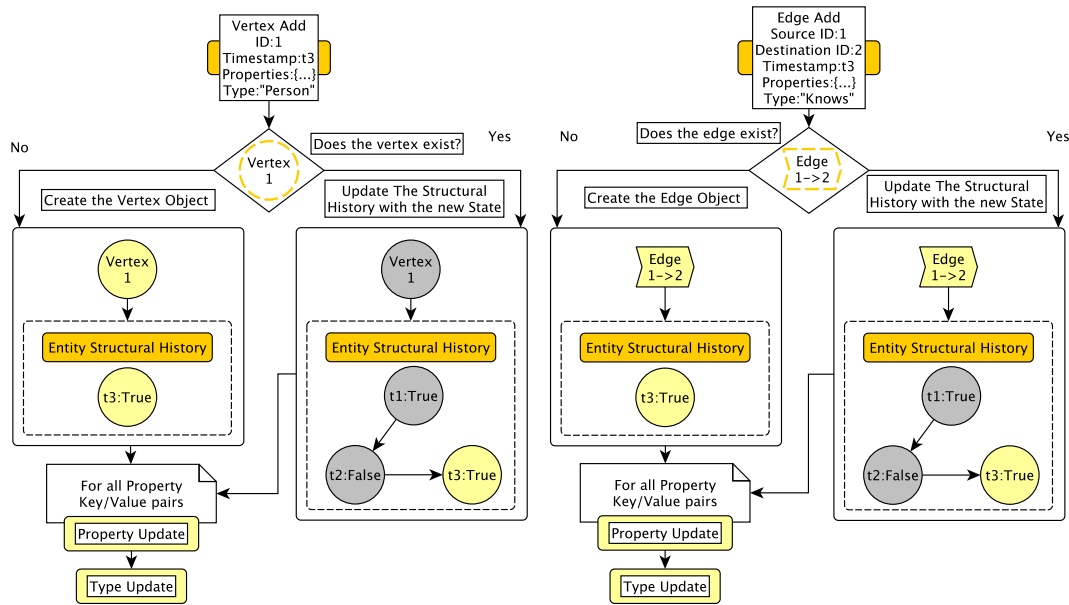 Vertex Add
ID:1
Timestamp:t3
Properties:{...}
Type:"Person"
Does the vertex exist?
No
Yes
Vertex
1
Create the Vertex Object
Update The Structural
History with the new State
Vertex
1
Entity Structural History
t3:True
Vertex
1
Entity Structural History
t1:True
t2:False
t3:True
For all Property
Key/Value pairs
Property Update
Type Update
Edge Add
Source ID:1
Destination ID:2
Timestamp:t3
Properties:{...}
Type:"Knows"
Does the edge exist?
No
Yes
Edge
1->2
Create the Edge Object
Update The Structural
History with the new State
Edge
1->2
Entity Structural History
t3:True
Edge
1->2
Entity Structural History
t1:True
t2:False
t3:True
For all Property
Key/Value pairs
Property Update
Type Update